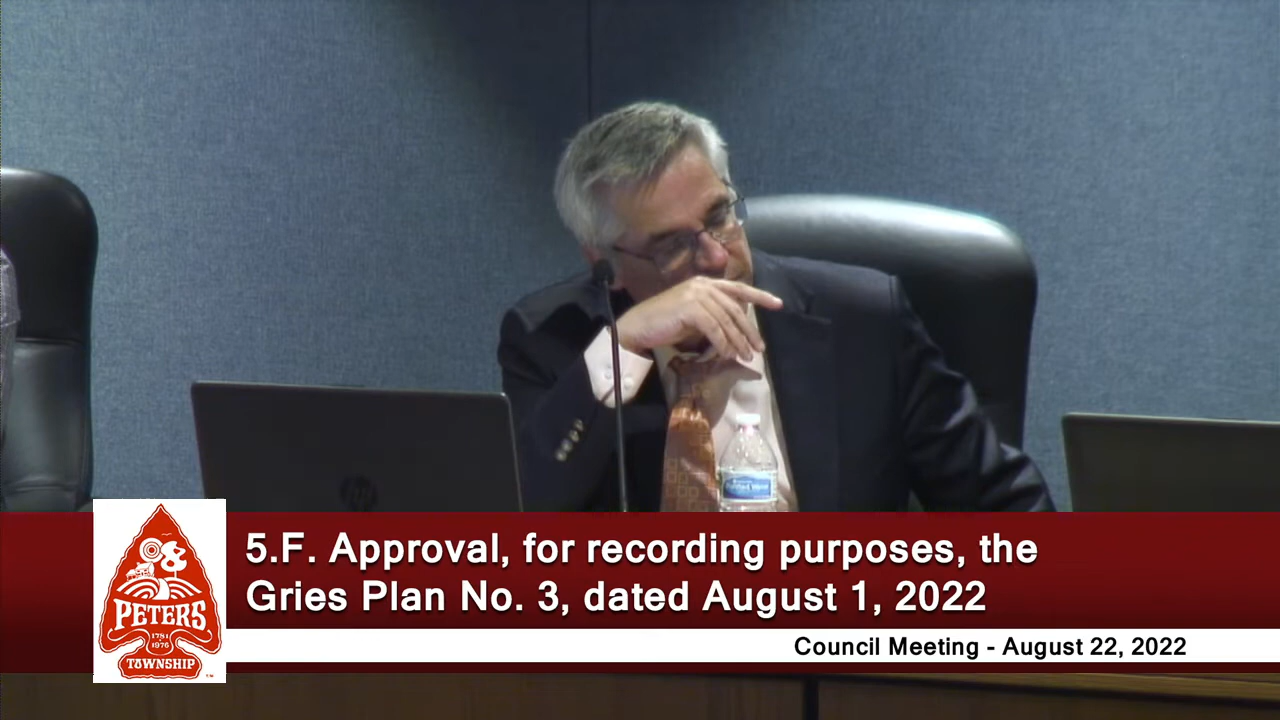 5.F. Approval, for recording purposes, the
Gries Plan No. 3, dated August 1, 2022
Council Meeting - August 22, 2022
PETERS
1781
1976
TOWNSHIP
hp